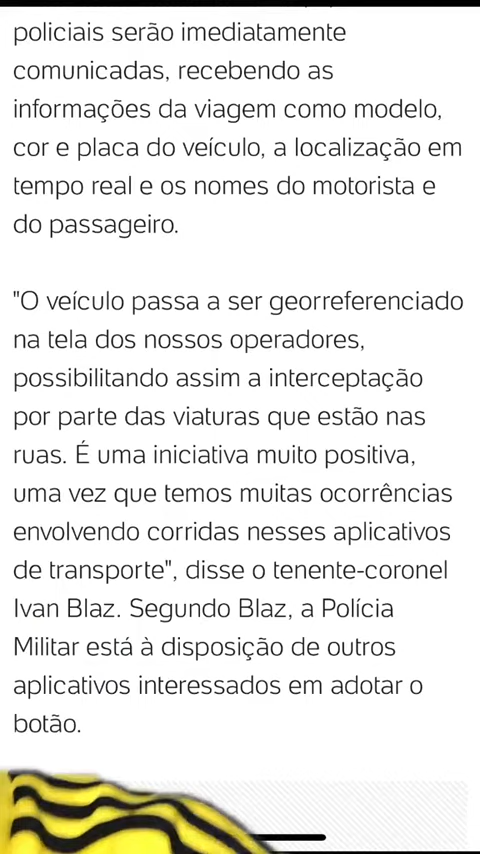 policiais serão imediatamente
comunicadas, recebendo as
informações da viagem como modelo,
cor e placa do veículo, a localização em
tempo real e os nomes do motorista e
do passageiro.
"O veículo passa a ser georreferenciado
na tela dos nossos operadores,
possibilitando assim a interceptação
por parte das viaturas que estão nas
ruas. É uma iniciativa muito positiva,
uma vez que temos muitas ocorrências
envolvendo corridas nesses aplicativos
de transporte", disse o tenente-coronel
Ivan Blaz. Segundo Blaz, a Polícia
Militar está à disposição de outros
aplicativos interessados em adotar o
botão.